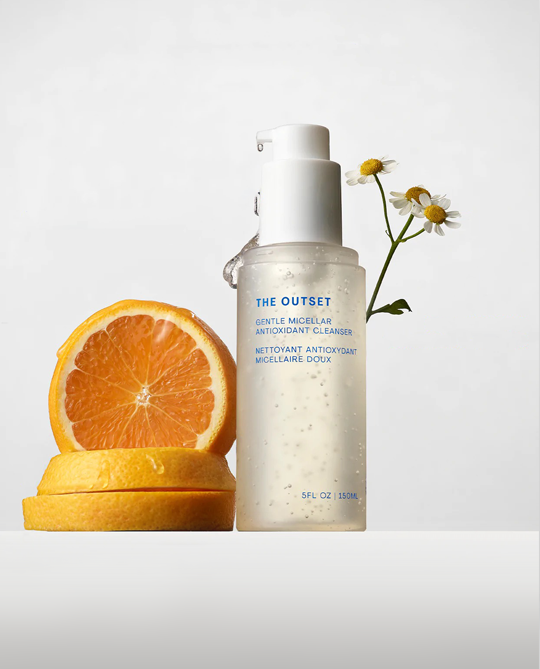 THE OUTSET
GENTLE MICELLAR
ANTIOXIDANT CLEANSER
NETTOYANT ANTIOXYDANT
MICELLAIRE DOUX
5FL OZ | 150ML